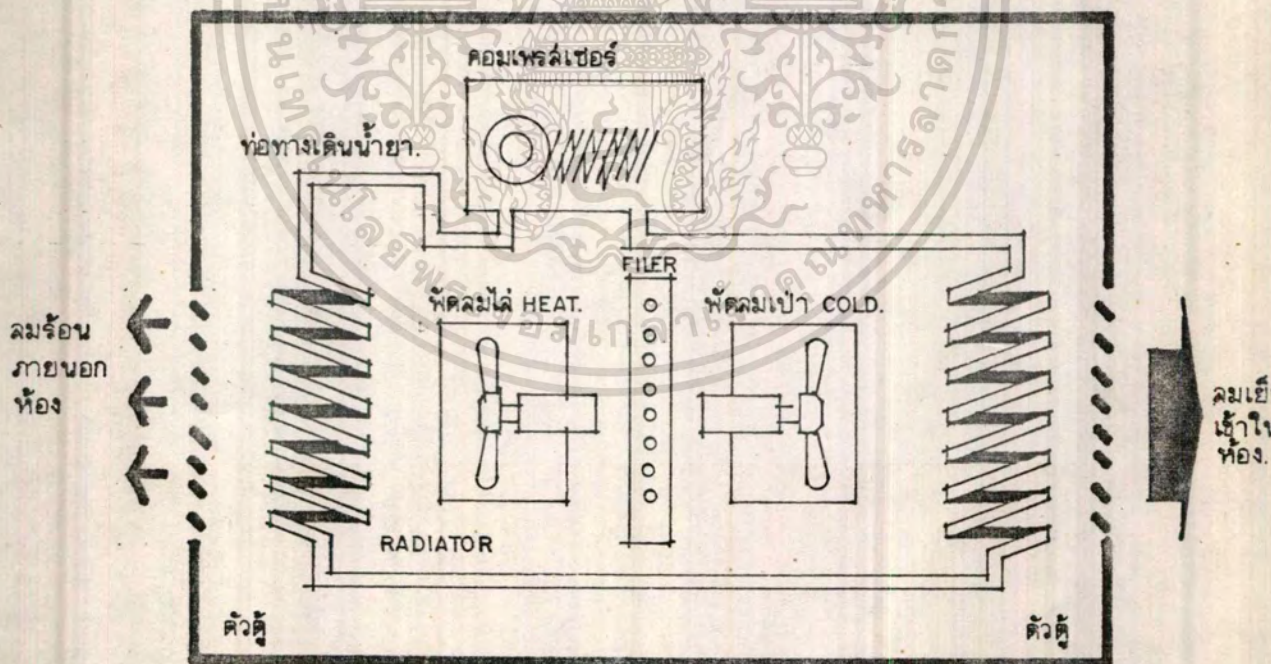 คอมเพรส์เซอร์
ท่อทางเดินน้ำยา.
FILER
พัดลมไล่ HEAT.
พัดลมเป่า COLD.
ลมร้อน
ภายนอก
ห้อง
ห้อง.
RADIATOR
ตัวตู้
ตัวตู้